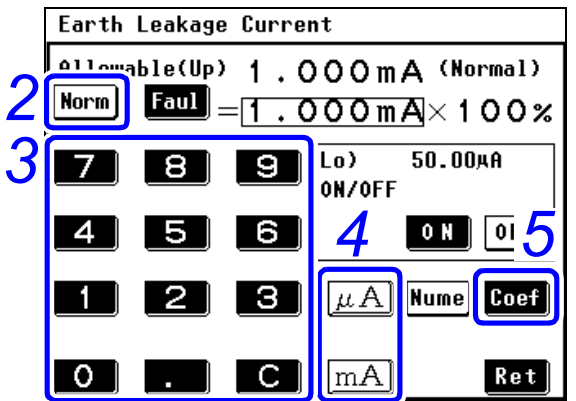 Earth Leakage Current
Allowable(Up) 1.000mA (Normal)
2 Norm Faul =1.000mA×100%
3 7 8 9 Lo) 50.00μA
ON/OFF
4 5 6 4 ON 5
1 2 3 μA Nume Coef
0 . C mA Ret